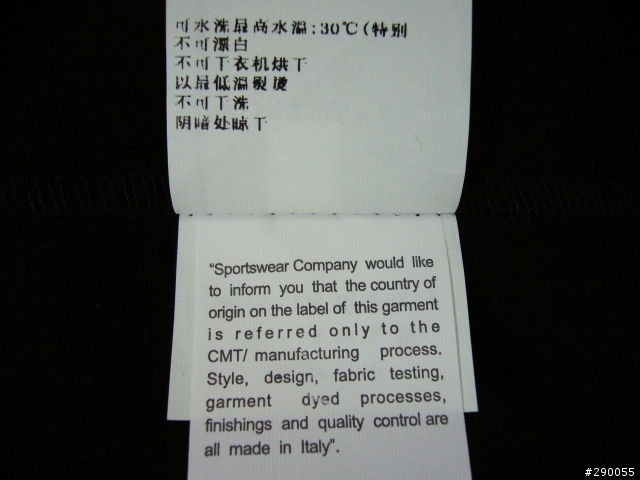 可水洗最高水温:30℃(特别
不可漂白
不可干衣机烘干
以最低温熨烫
不可干洗
阴暗处晾干
“Sportswear Company would like
to inform you that the country of
origin on the label of this garment
is referred only to the
CMT/ manufacturing process.
Style, design, fabric testing,
garment dyed processes,
finishings and quality control are
all made in Italy”.
#290055